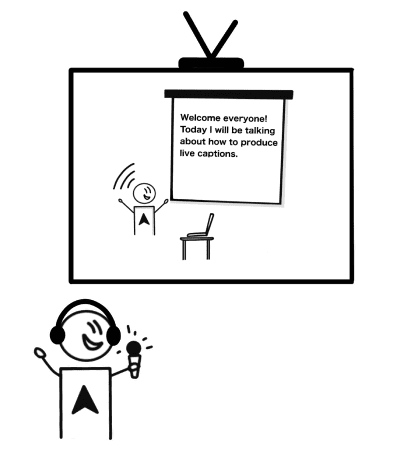 Welcome everyone!
Today I will be talking
about how to produce
live captions.